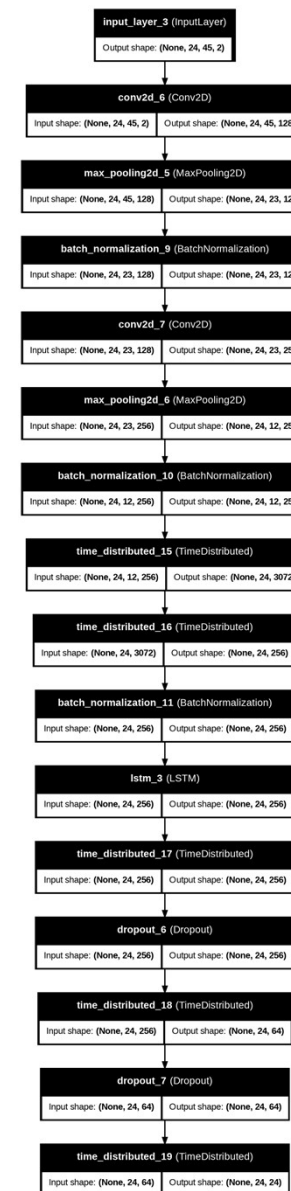 input_layer_3 (InputLayer)
Output shape: (None, 24, 45, 2)
conv2d_6 (Conv2D)
Input shape: (None, 24, 45, 2) Output shape: (None, 24, 45, 128
max_pooling2d_5 (MaxPooling2D)
Input shape: (None, 24, 45, 128) Output shape: (None, 24, 23, 12
batch_normalization_9 (BatchNormalization)
Input shape: (None, 24, 23, 128) Output shape: (None, 24, 23, 12
conv2d_7 (Conv2D)
Input shape: (None, 24, 23, 128) Output shape: (None, 24, 23, 25
max_pooling2d_6 (MaxPooling2D)
Input shape: (None, 24, 23, 256) Output shape: (None, 24, 12, 25
batch_normalization_10 (BatchNormalization)
Input shape: (None, 24, 12, 256) Output shape: (None, 24, 12, 25
time_distributed_15 (TimeDistributed)
Input shape: (None, 24, 12, 256) Output shape: (None, 24, 3072
time_distributed_16 (TimeDistributed)
Input shape: (None, 24, 3072) Output shape: (None, 24, 256)
batch_normalization_11 (BatchNormalization)
Input shape: (None, 24, 256) Output shape: (None, 24, 256)
lstm_3 (LSTM)
Input shape: (None, 24, 256) Output shape: (None, 24, 256)
time_distributed_17 (TimeDistributed)
Input shape: (None, 24, 256) Output shape: (None, 24, 256)
dropout_6 (Dropout)
Input shape: (None, 24, 256) Output shape: (None, 24, 256)
time_distributed_18 (TimeDistributed)
Input shape: (None, 24, 256) Output shape: (None, 24, 64)
dropout_7 (Dropout)
Input shape: (None, 24, 64) Output shape: (None, 24, 64)
time_distributed_19 (TimeDistributed)
Input shape: (None, 24, 64) Output shape: (None, 24, 24)